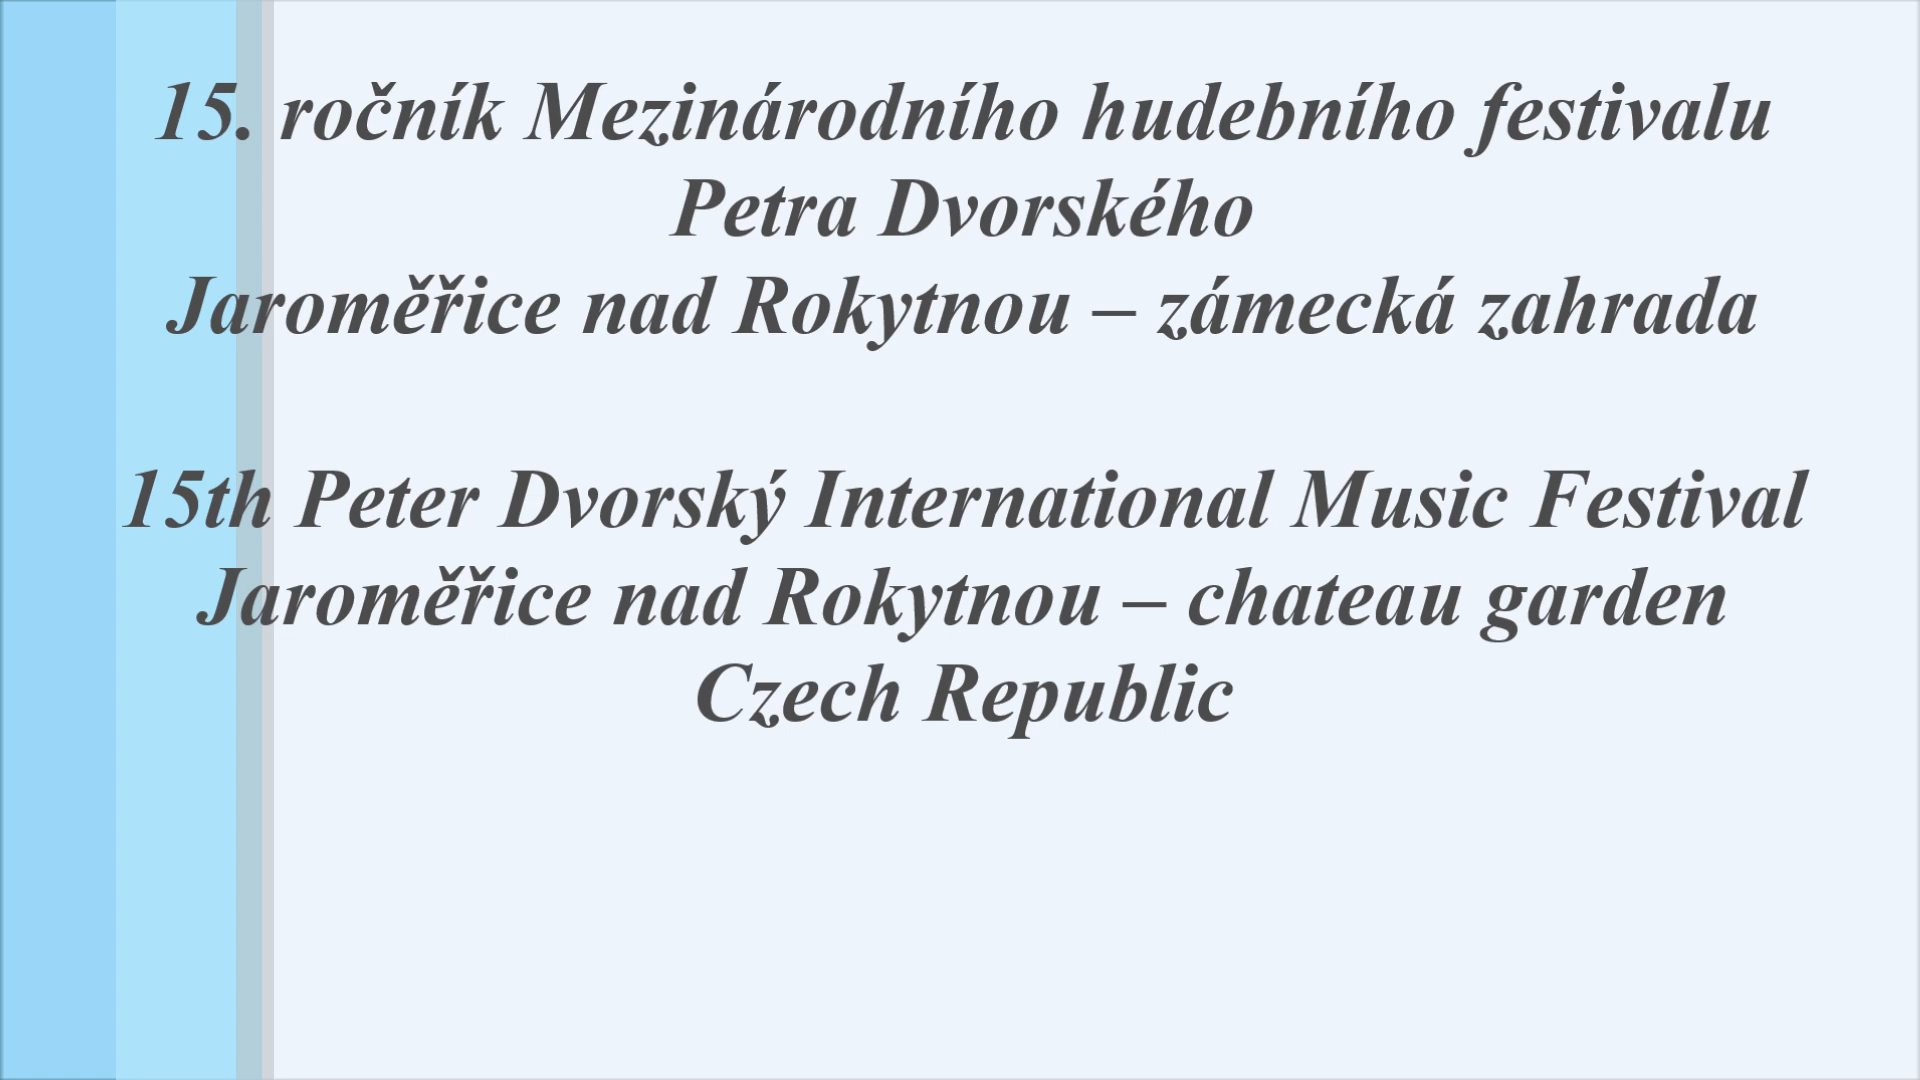 15. ročník Mezinárodního hudebního festivalu
Petra Dvorského
Jaroměřice nad Rokytnou – zámecká zahrada
15th Peter Dvorský International Music Festival
Jaroměřice nad Rokytnou – chateau garden
Czech Republic